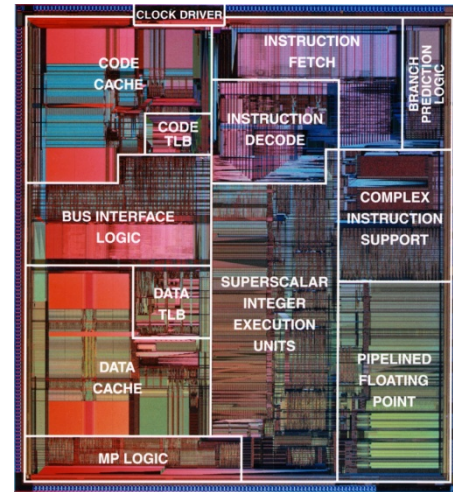 CLOCK DRIVER
CODE
CACHE
INSTRUCTION
FETCH
BRANCH
PREDICTION
LOGIC
CODE
TLB
INSTRUCTION
DECODE
BUS INTERFACE
LOGIC
COMPLEX
INSTRUCTION
SUPPORT
DATA
TLB
SUPERSCALAR
INTEGER
EXECUTION
UNITS
DATA
CACHE
PIPELINED
FLOATING
POINT
MP LOGIC